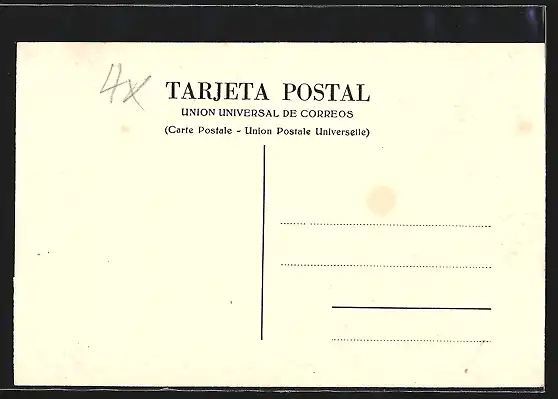 4x
TARJETA POSTAL
UNION UNIVERSAL DE CORREOS
(Carte Postale - Union Postale Universelle)